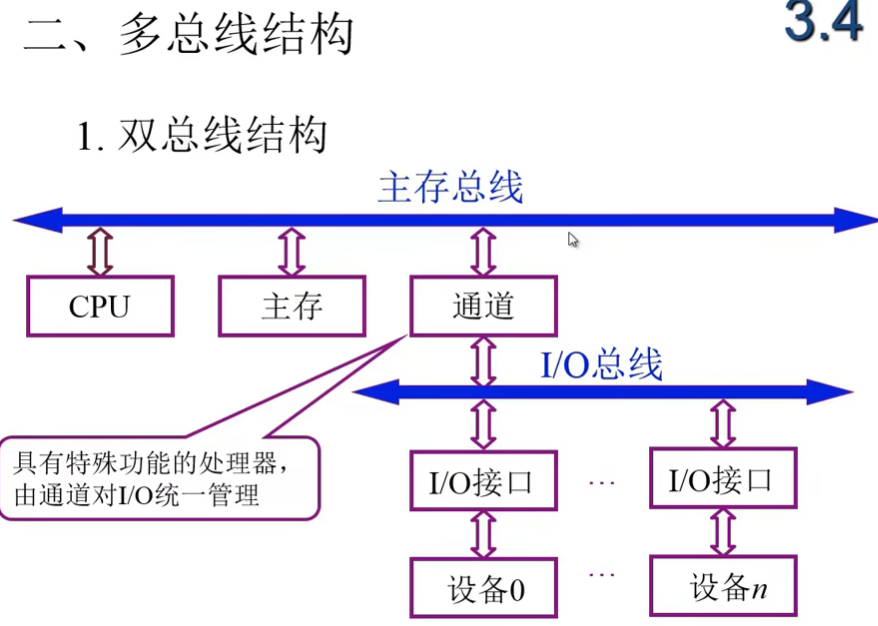 二、多总线结构
3.4
1. 双总线结构
主存总线
CPU
主存
通道
I/O总线
具有特殊功能的处理器，
由通道对I/O统一管理
I/O接口
…
I/O接口
设备0
…
设备n